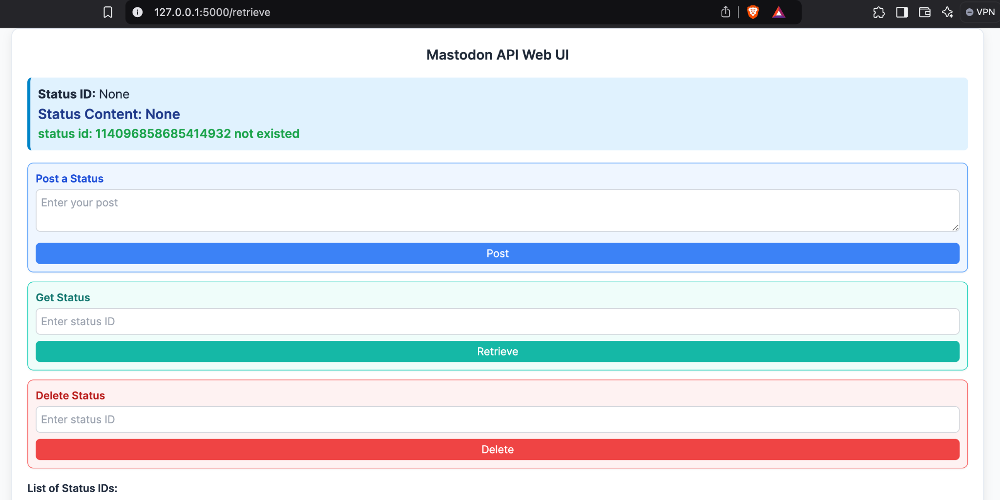 127.0.0.1:5000/retrieve
VPN
Mastodon API Web UI
Status ID: None
Status Content: None
status id: 114096858685414932 not existed
Post a Status
Enter your post
Post
Get Status
Enter status ID
Retrieve
Delete Status
Enter status ID
Delete
List of Status IDs: